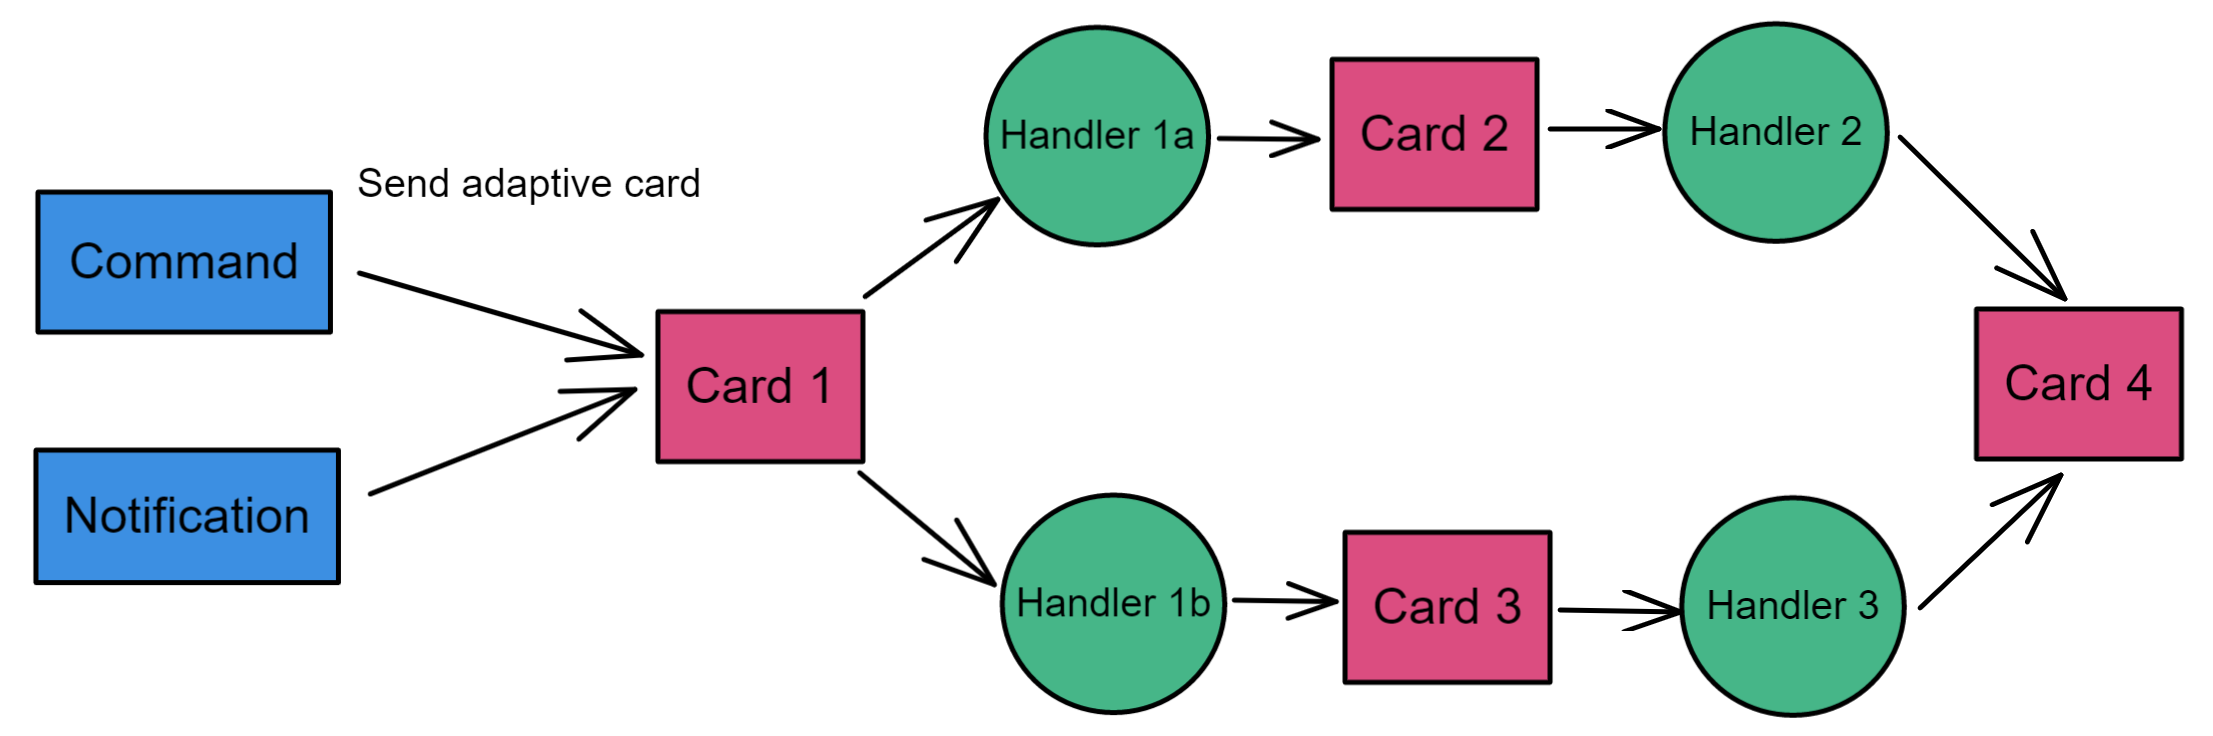 Send adaptive card
Command
Notification
Card 1
Handler 1a
Card 2
Handler 2
Handler 1b
Card 3
Handler 3
Card 4